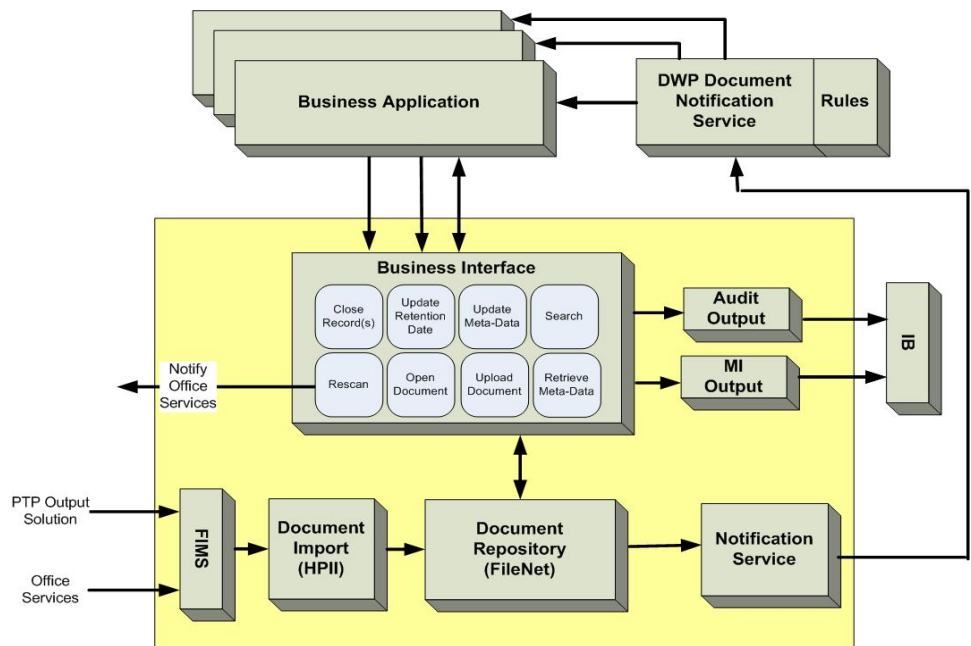 Business Application
DWP Document
Notification
Service
Rules
Business Interface
Close
Record(s)
Update
Retention
Date
Update
Meta-Data
Search
Rescan
Open
Document
Upload
Document
Retrieve
Meta-Data
Audit
Output
MI
Output
IB
Notify
Office
Services
PTP Output
Solution
Office
Services
FIMS
Document
Import
(HPII)
Document
Repository
(FileNet)
Notification
Service